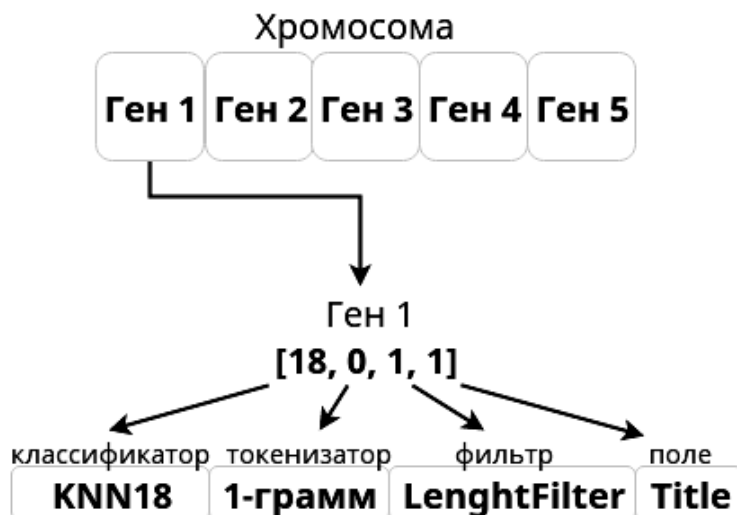 Хромосома
Ген 1 Ген 2 Ген 3 Ген 4 Ген 5
Ген 1
[18, 0, 1, 1]
классификатор токенизатор фильтр поле
KNN18 1-грамм LenghtFilter Title